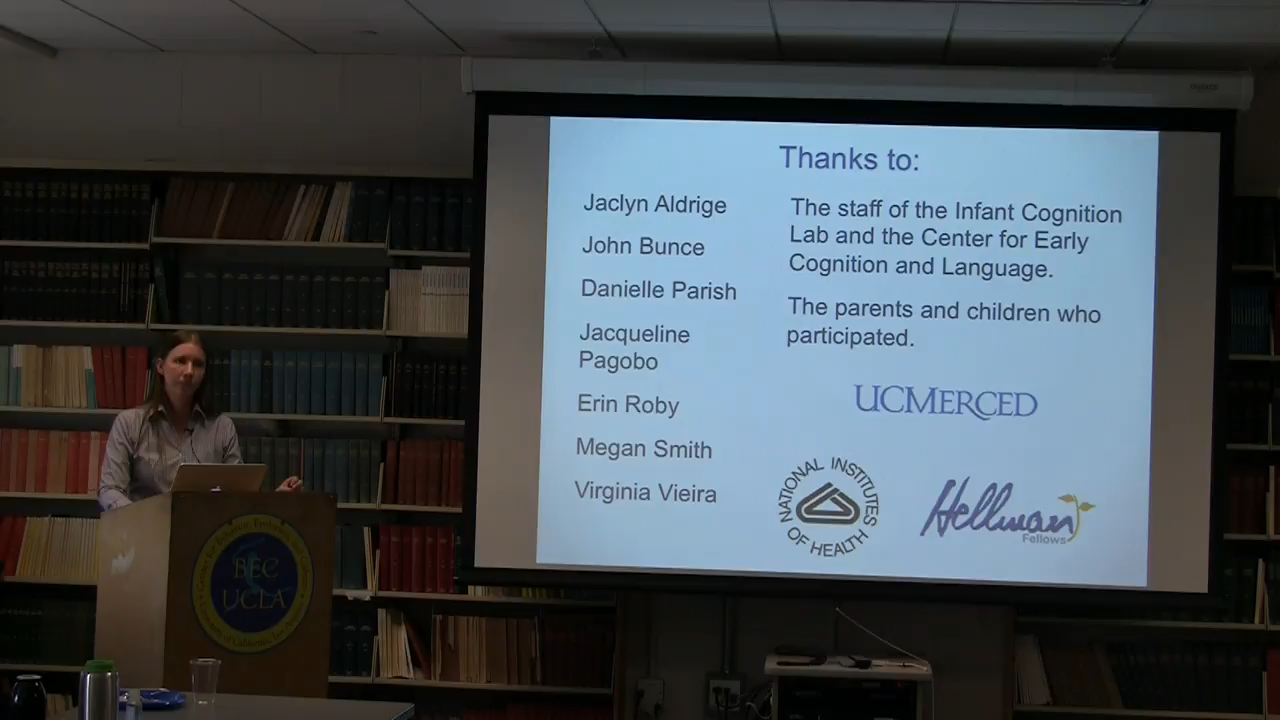 Thanks to:
Jaclyn Aldrige
John Bunce
Danielle Parish
Jacqueline
Pagobo
Erin Roby
Megan Smith
Virginia Vieira
The staff of the Infant Cognition
Lab and the Center for Early
Cognition and Language.
The parents and children who
participated.
UCMERCED
NATIONAL INSTITUTES
OF HEALTH
Hellman
Fellows
BEC
UCLA